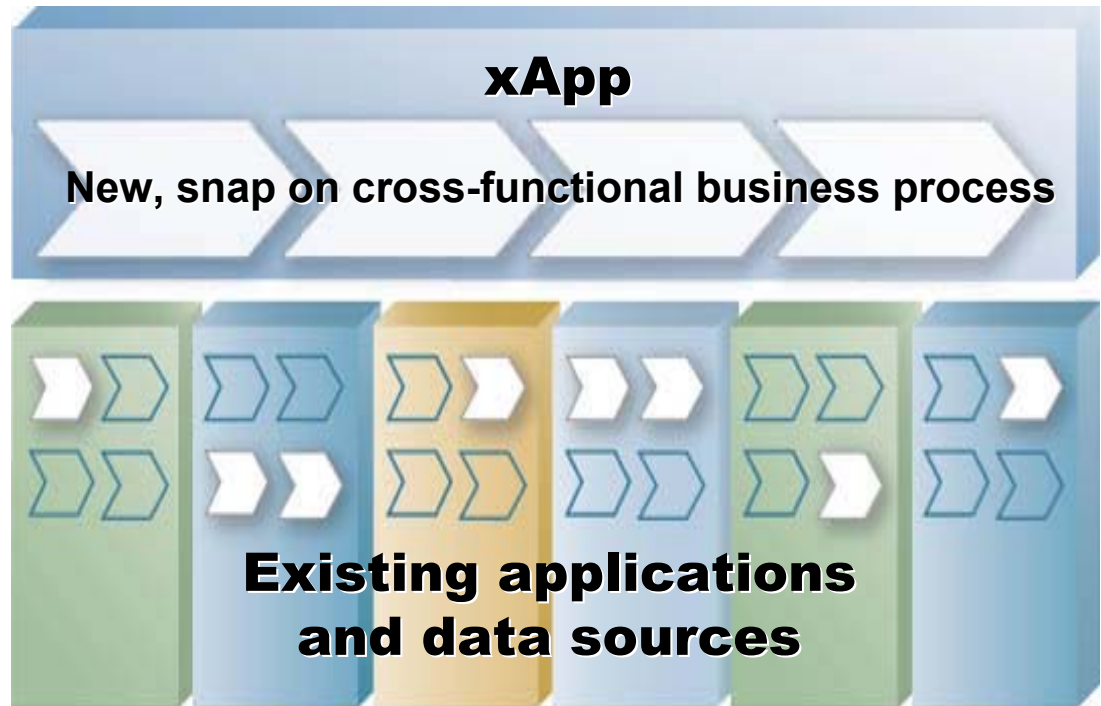 xApp
New, snap on cross-functional business process
Existing applications
and data sources